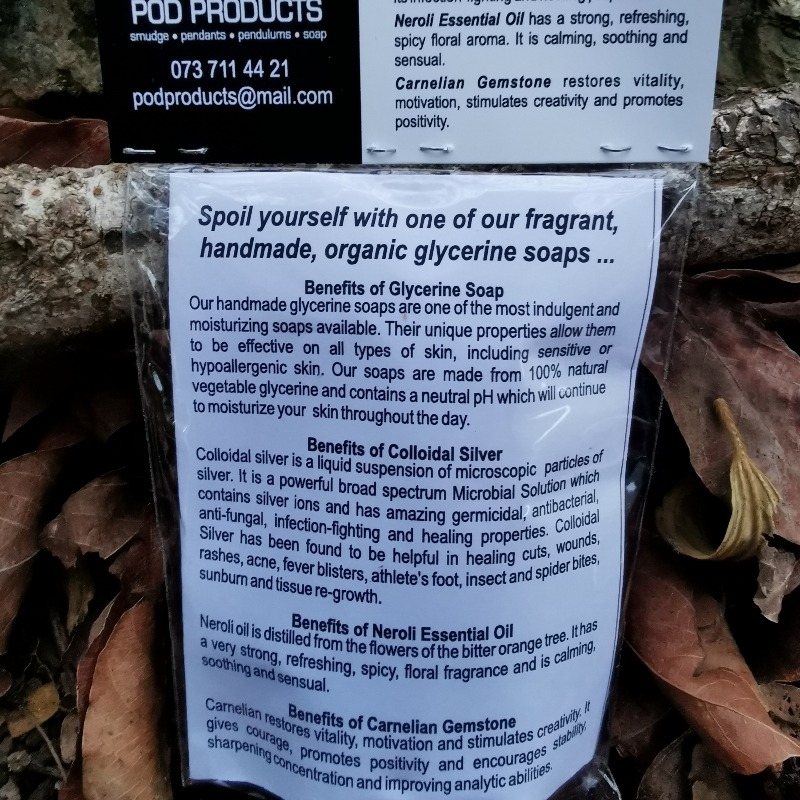 POD PRODUCTS
smudge • pendants • pendulums • soap
073 711 44 21
podproducts@mail.com
Neroli Essential Oil has a strong, refreshing,
spicy floral aroma. It is calming, soothing and
sensual.
Carnelian Gemstone restores vitality,
motivation, stimulates creativity and promotes
positivity.
Spoil yourself with one of our fragrant,
handmade, organic glycerine soaps ...
Benefits of Glycerine Soap
Our handmade glycerine soaps are one of the most indulgent and
moisturizing soaps available. Their unique properties allow them
to be effective on all types of skin, including sensitive or
hypoallergenic skin. Our soaps are made from 100% natural
vegetable glycerine and contains a neutral pH which will continue
to moisturize your skin throughout the day.
Benefits of Colloidal Silver
Colloidal silver is a liquid suspension of microscopic particles of
silver. It is a powerful broad spectrum Microbial Solution which
contains silver ions and has amazing germicidal, antibacterial,
anti-fungal, infection-fighting and healing properties. Colloidal
Silver has been found to be helpful in healing cuts, wounds,
rashes, acne, fever blisters, athlete's foot, insect and spider bites,
sunburn and tissue re-growth.
Benefits of Neroli Essential Oil
Neroli oil is distilled from the flowers of the bitter orange tree. It has
a very strong, refreshing, spicy, floral fragrance and is calming,
soothing and sensual.
Benefits of Carnelian Gemstone
Carnelian restores vitality, motivation and stimulates creativity. It
gives courage, promotes positivity and encourages stability,
sharpening concentration and improving analytic abilities.